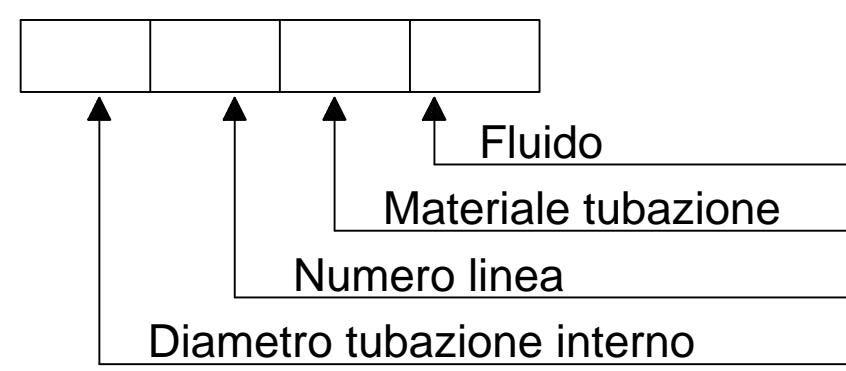 Fluido
Materiale tubazione
Numero linea
Diametro tubazione interno